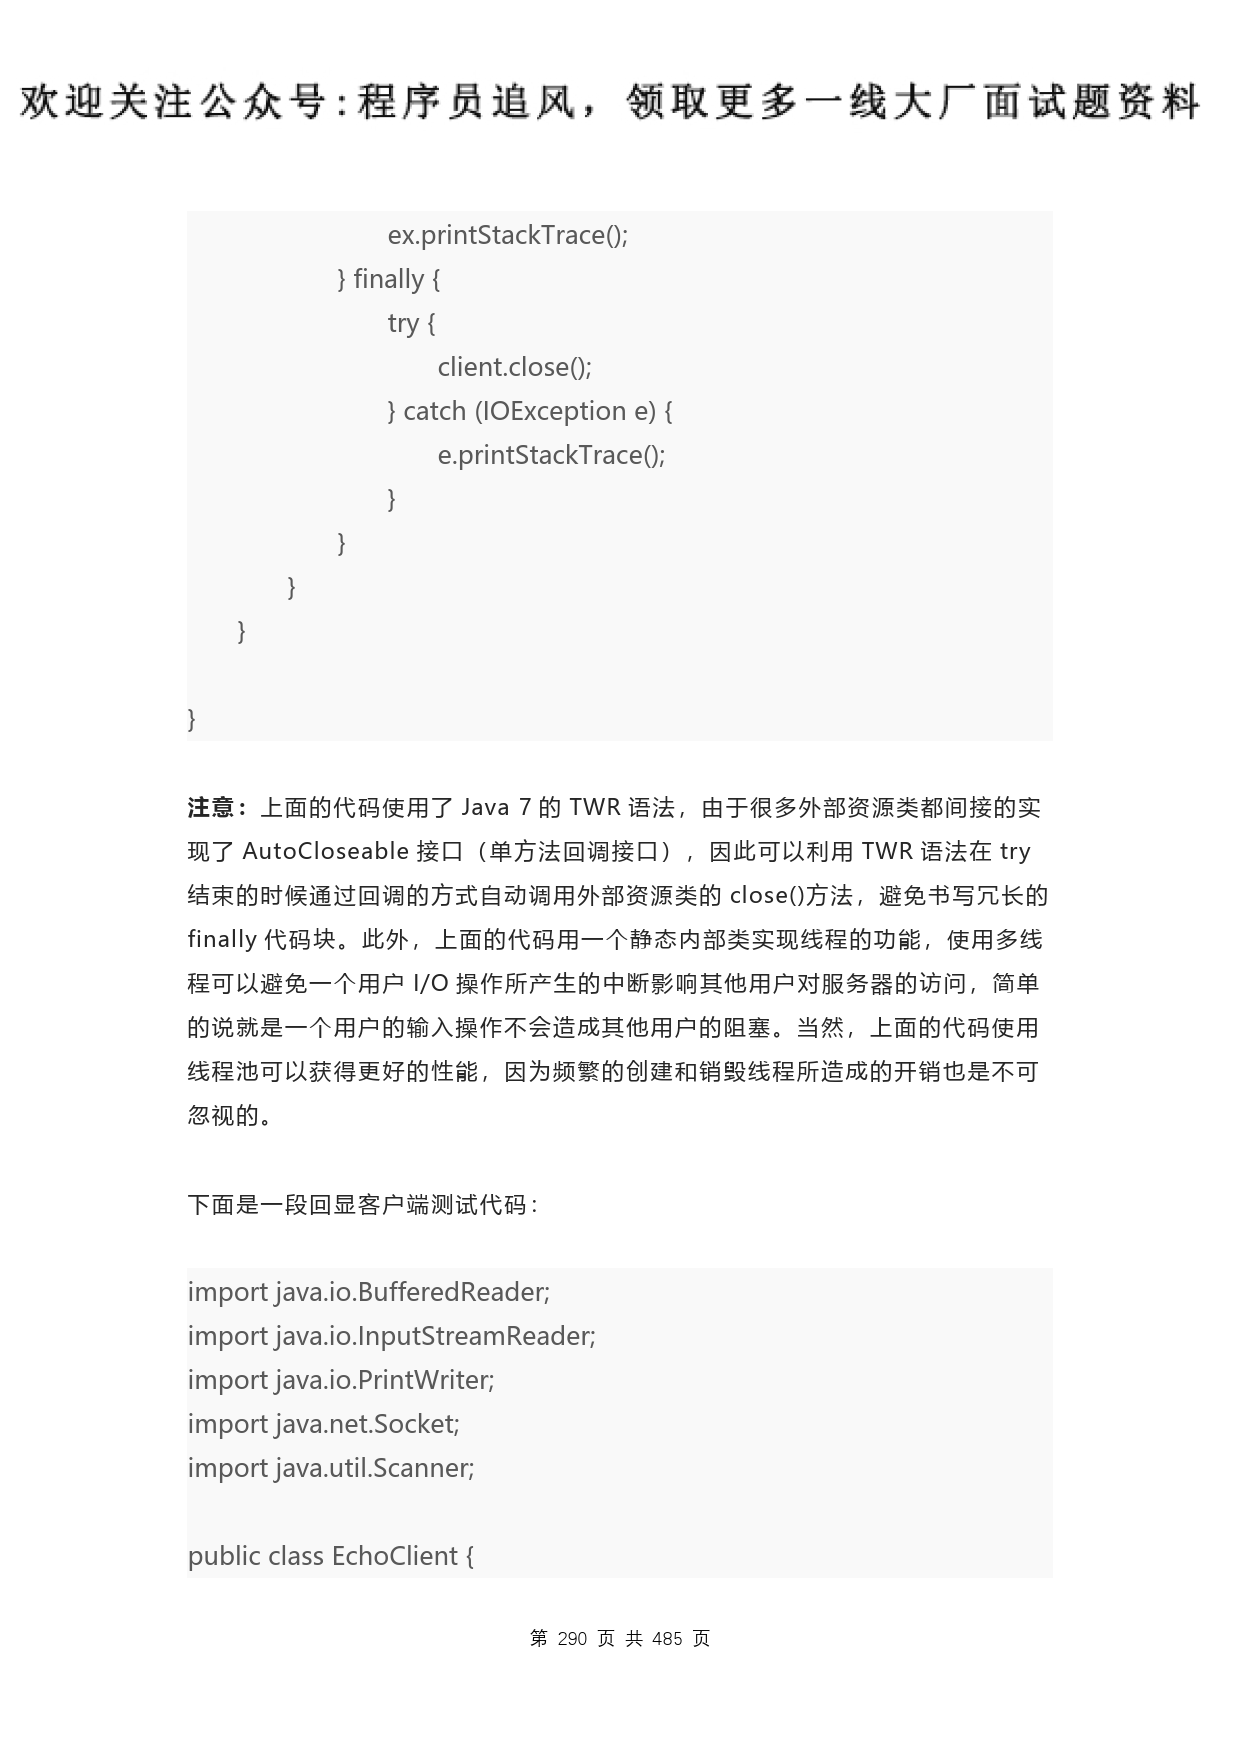 欢迎关注公众号:程序员追风，领取更多一线大厂面试题资料
ex.printStackTrace();
} finally {
try {
client.close();
} catch (IOException e) {
e.printStackTrace();
}
}
}
}
}
注意：上面的代码使用了 Java 7 的 TWR 语法，由于很多外部资源类都间接的实
现了 AutoCloseable 接口（单方法回调接口），因此可以利用 TWR 语法在 try
结束的时候通过回调的方式自动调用外部资源类的 close()方法，避免书写冗长的
finally 代码块。此外，上面的代码用一个静态内部类实现线程的功能，使用多线
程可以避免一个用户 I/O 操作所产生的中断影响其他用户对服务器的访问，简单
的说就是一个用户的输入操作不会造成其他用户的阻塞。当然，上面的代码使用
线程池可以获得更好的性能，因为频繁的创建和销毁线程所造成的开销也是不可
忽视的。
下面是一段回显客户端测试代码：
import java.io.BufferedReader;
import java.io.InputStreamReader;
import java.io.PrintWriter;
import java.net.Socket;
import java.util.Scanner;
public class EchoClient {
第 290 页 共 485 页